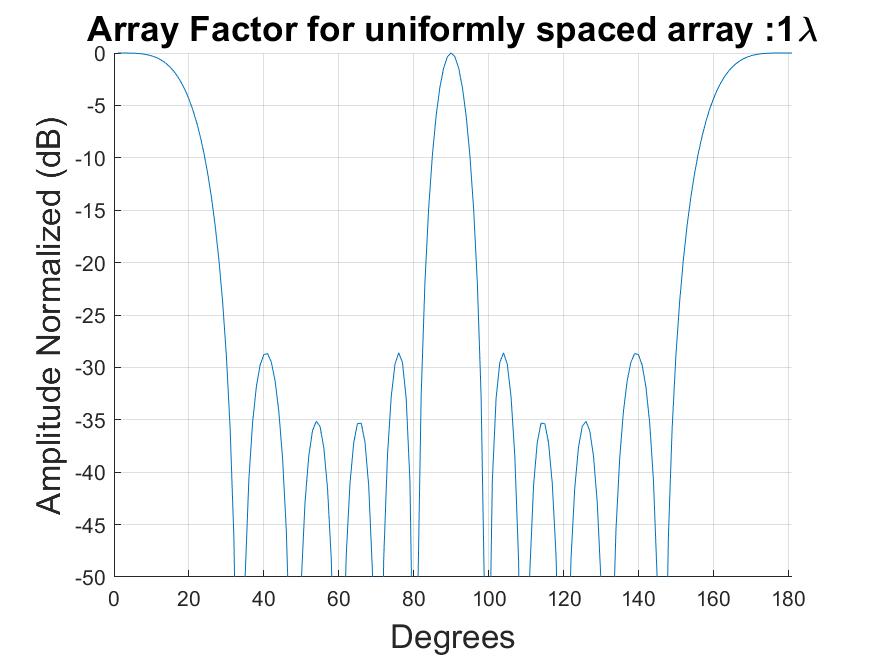 Array Factor for uniformly spaced array :1λ
Amplitude Normalized (dB)
0
-5
-10
-15
-20
-25
-30
-35
-40
-45
-50
0 20 40 60 80 100 120 140 160 180
Degrees